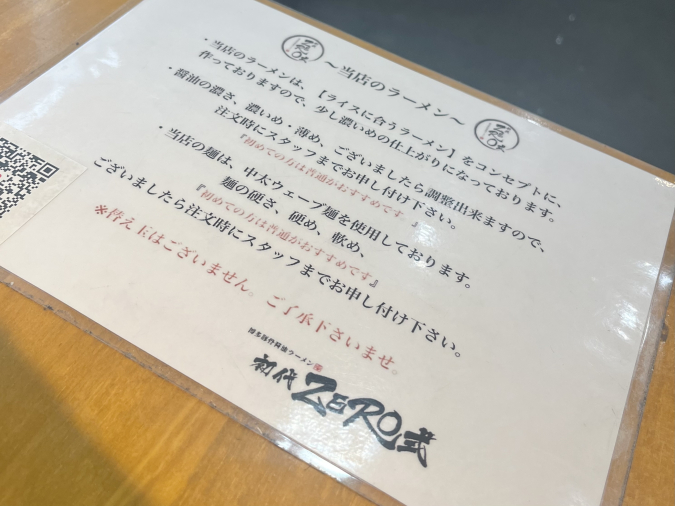 ～当店のラーメン～
・当店のラーメンは、【ライスに合うラーメン】をコンセプトに、
作っておりますので、少し濃いめの仕上がりになっております。
・醤油の濃さ、濃いめ・薄め、ございましたら調整出来ますので、
注文時にスタッフまでお申し付け下さい。
『初めての方は普通がおすすめです。』
・当店の麺は、中太ウェーブ麺を使用しております。
麺の硬さ、硬め、軟め、
『初めての方は普通がおすすめです』
ございましたら注文時にスタッフまでお申し付け下さい。
※替え玉はございません。ご了承下さいませ。
初代 ZERO 弐